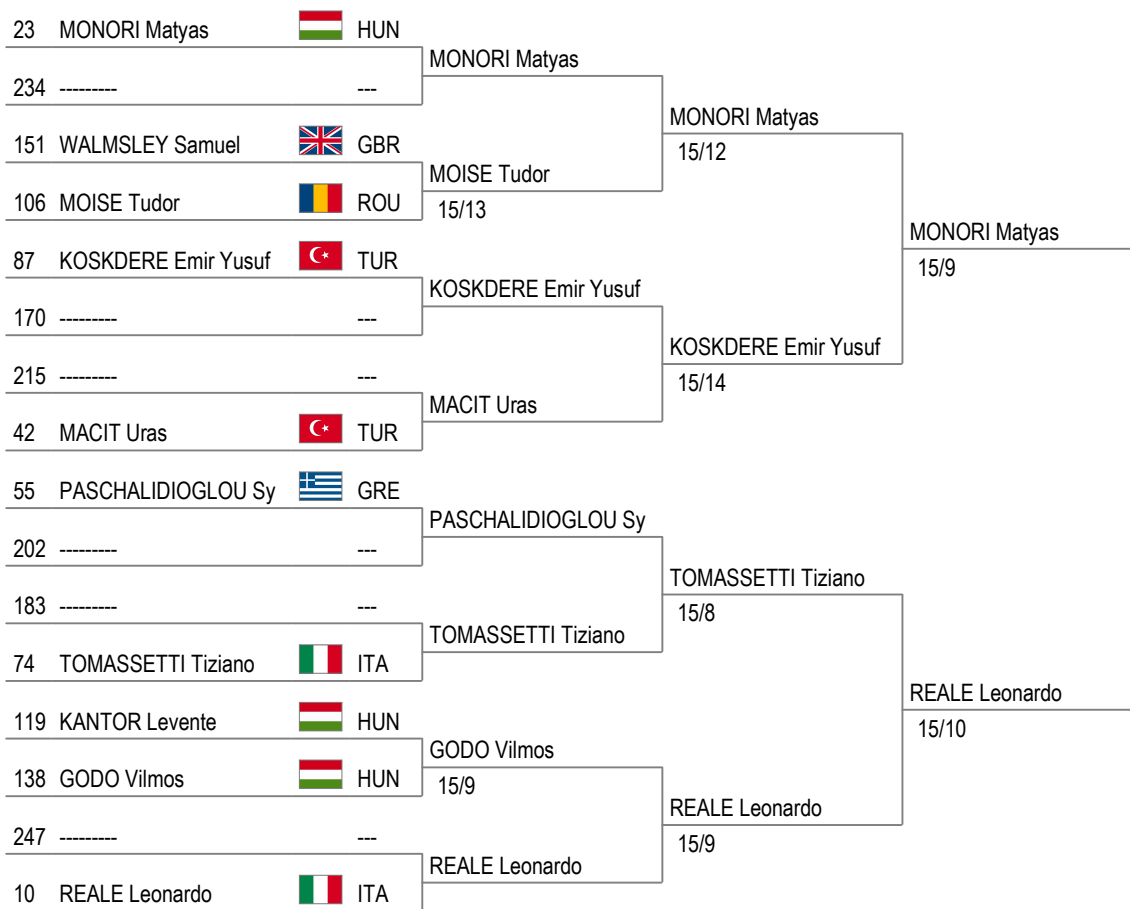 23 MONORI Matyas HUN
MONORI Matyas
234 --------- ---
MONORI Matyas
15/12
151 WALMSLEY Samuel GBR
MOISE Tudor
15/13
106 MOISE Tudor ROU
MONORI Matyas
15/9
87 KOSKDERE Emir Yusuf TUR
KOSKDERE Emir Yusuf
170 --------- ---
KOSKDERE Emir Yusuf
15/14
215 --------- ---
MACIT Uras
42 MACIT Uras TUR
55 PASCHALIDIOGLOU Sy GRE
PASCHALIDIOGLOU Sy
202 --------- ---
TOMASSETTI Tiziano
15/8
183 --------- ---
TOMASSETTI Tiziano
74 TOMASSETTI Tiziano ITA
REALE Leonardo
15/10
119 KANTOR Levente HUN
GODO Vilmos
15/9
138 GODO Vilmos HUN
REALE Leonardo
15/9
247 --------- ---
REALE Leonardo
10 REALE Leonardo ITA